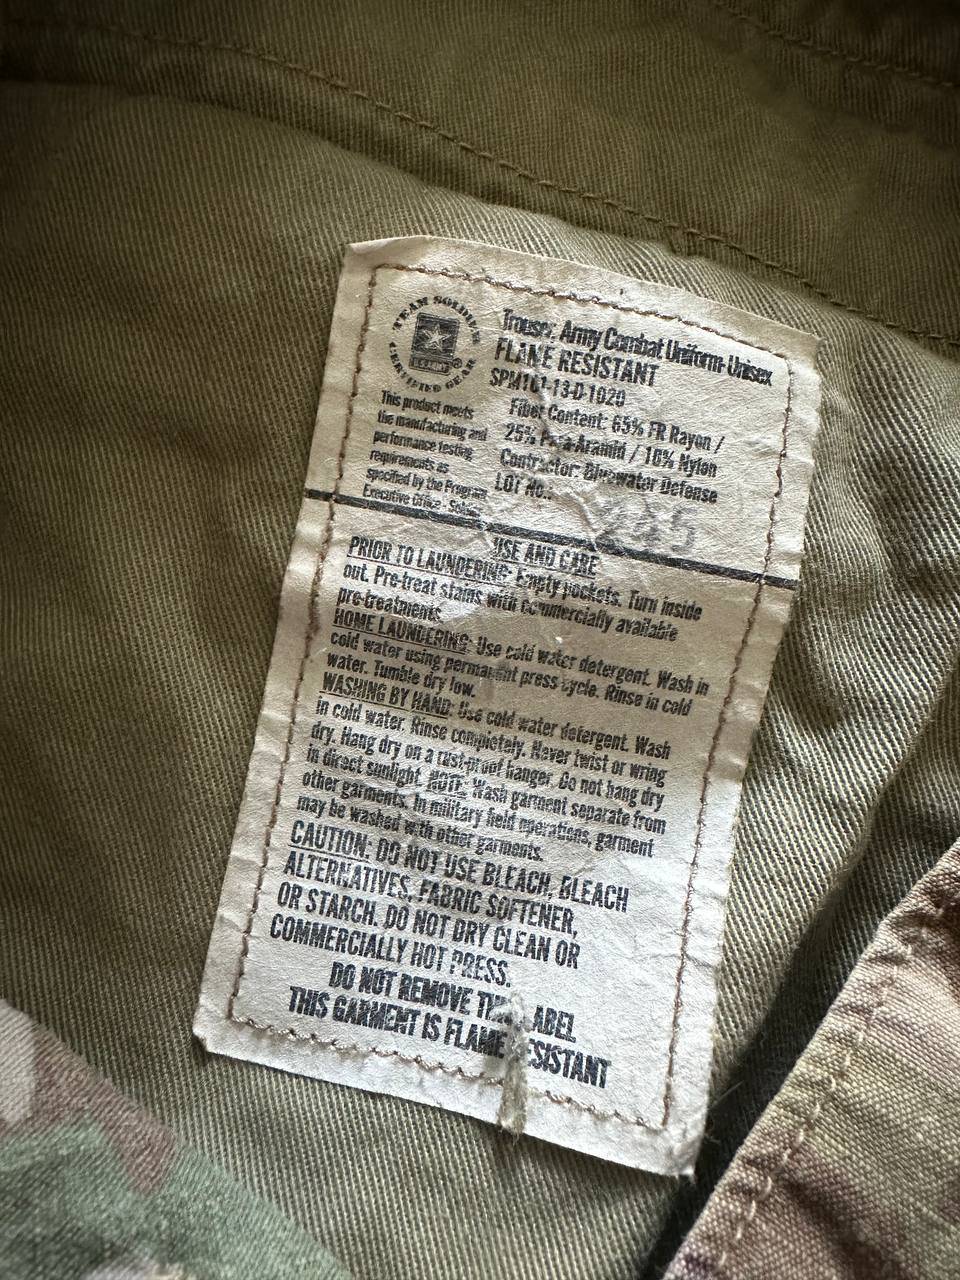 TEAM SOLDIER
CERTIFIED GEAR
U.S. ARMY
This product meets
the manufacturing and
performance testing
requirements as
specified by the Program
Executive Office - Soldier
Trouser, Army Combat Uniform-Unisex
FLAME RESISTANT
SPM1C1-13-D-1020
Fiber Content: 65% FR Rayon /
25% Para-Aramid / 10% Nylon
Contractor: Bluewater Defense
LOT No.:
USE AND CARE
PRIOR TO LAUNDERING: Empty pockets. Turn inside
out. Pre-treat stains with commercially available
pre-treatments.
HOME LAUNDERING: Use cold water detergent. Wash in
cold water using permanent press cycle. Rinse in cold
water. Tumble dry low.
WASHING BY HAND: Use cold water detergent. Wash
in cold water. Rinse completely. Never twist or wring
dry. Hang dry on a rust-proof hanger. Do not hang dry
in direct sunlight. NOTE: Wash garment separate from
other garments. In military field operations, garment
may be washed with other garments.
CAUTION: DO NOT USE BLEACH, BLEACH
ALTERNATIVES, FABRIC SOFTENER,
OR STARCH. DO NOT DRY CLEAN OR
COMMERCIALLY HOT PRESS.
DO NOT REMOVE THIS LABEL
THIS GARMENT IS FLAME RESISTANT